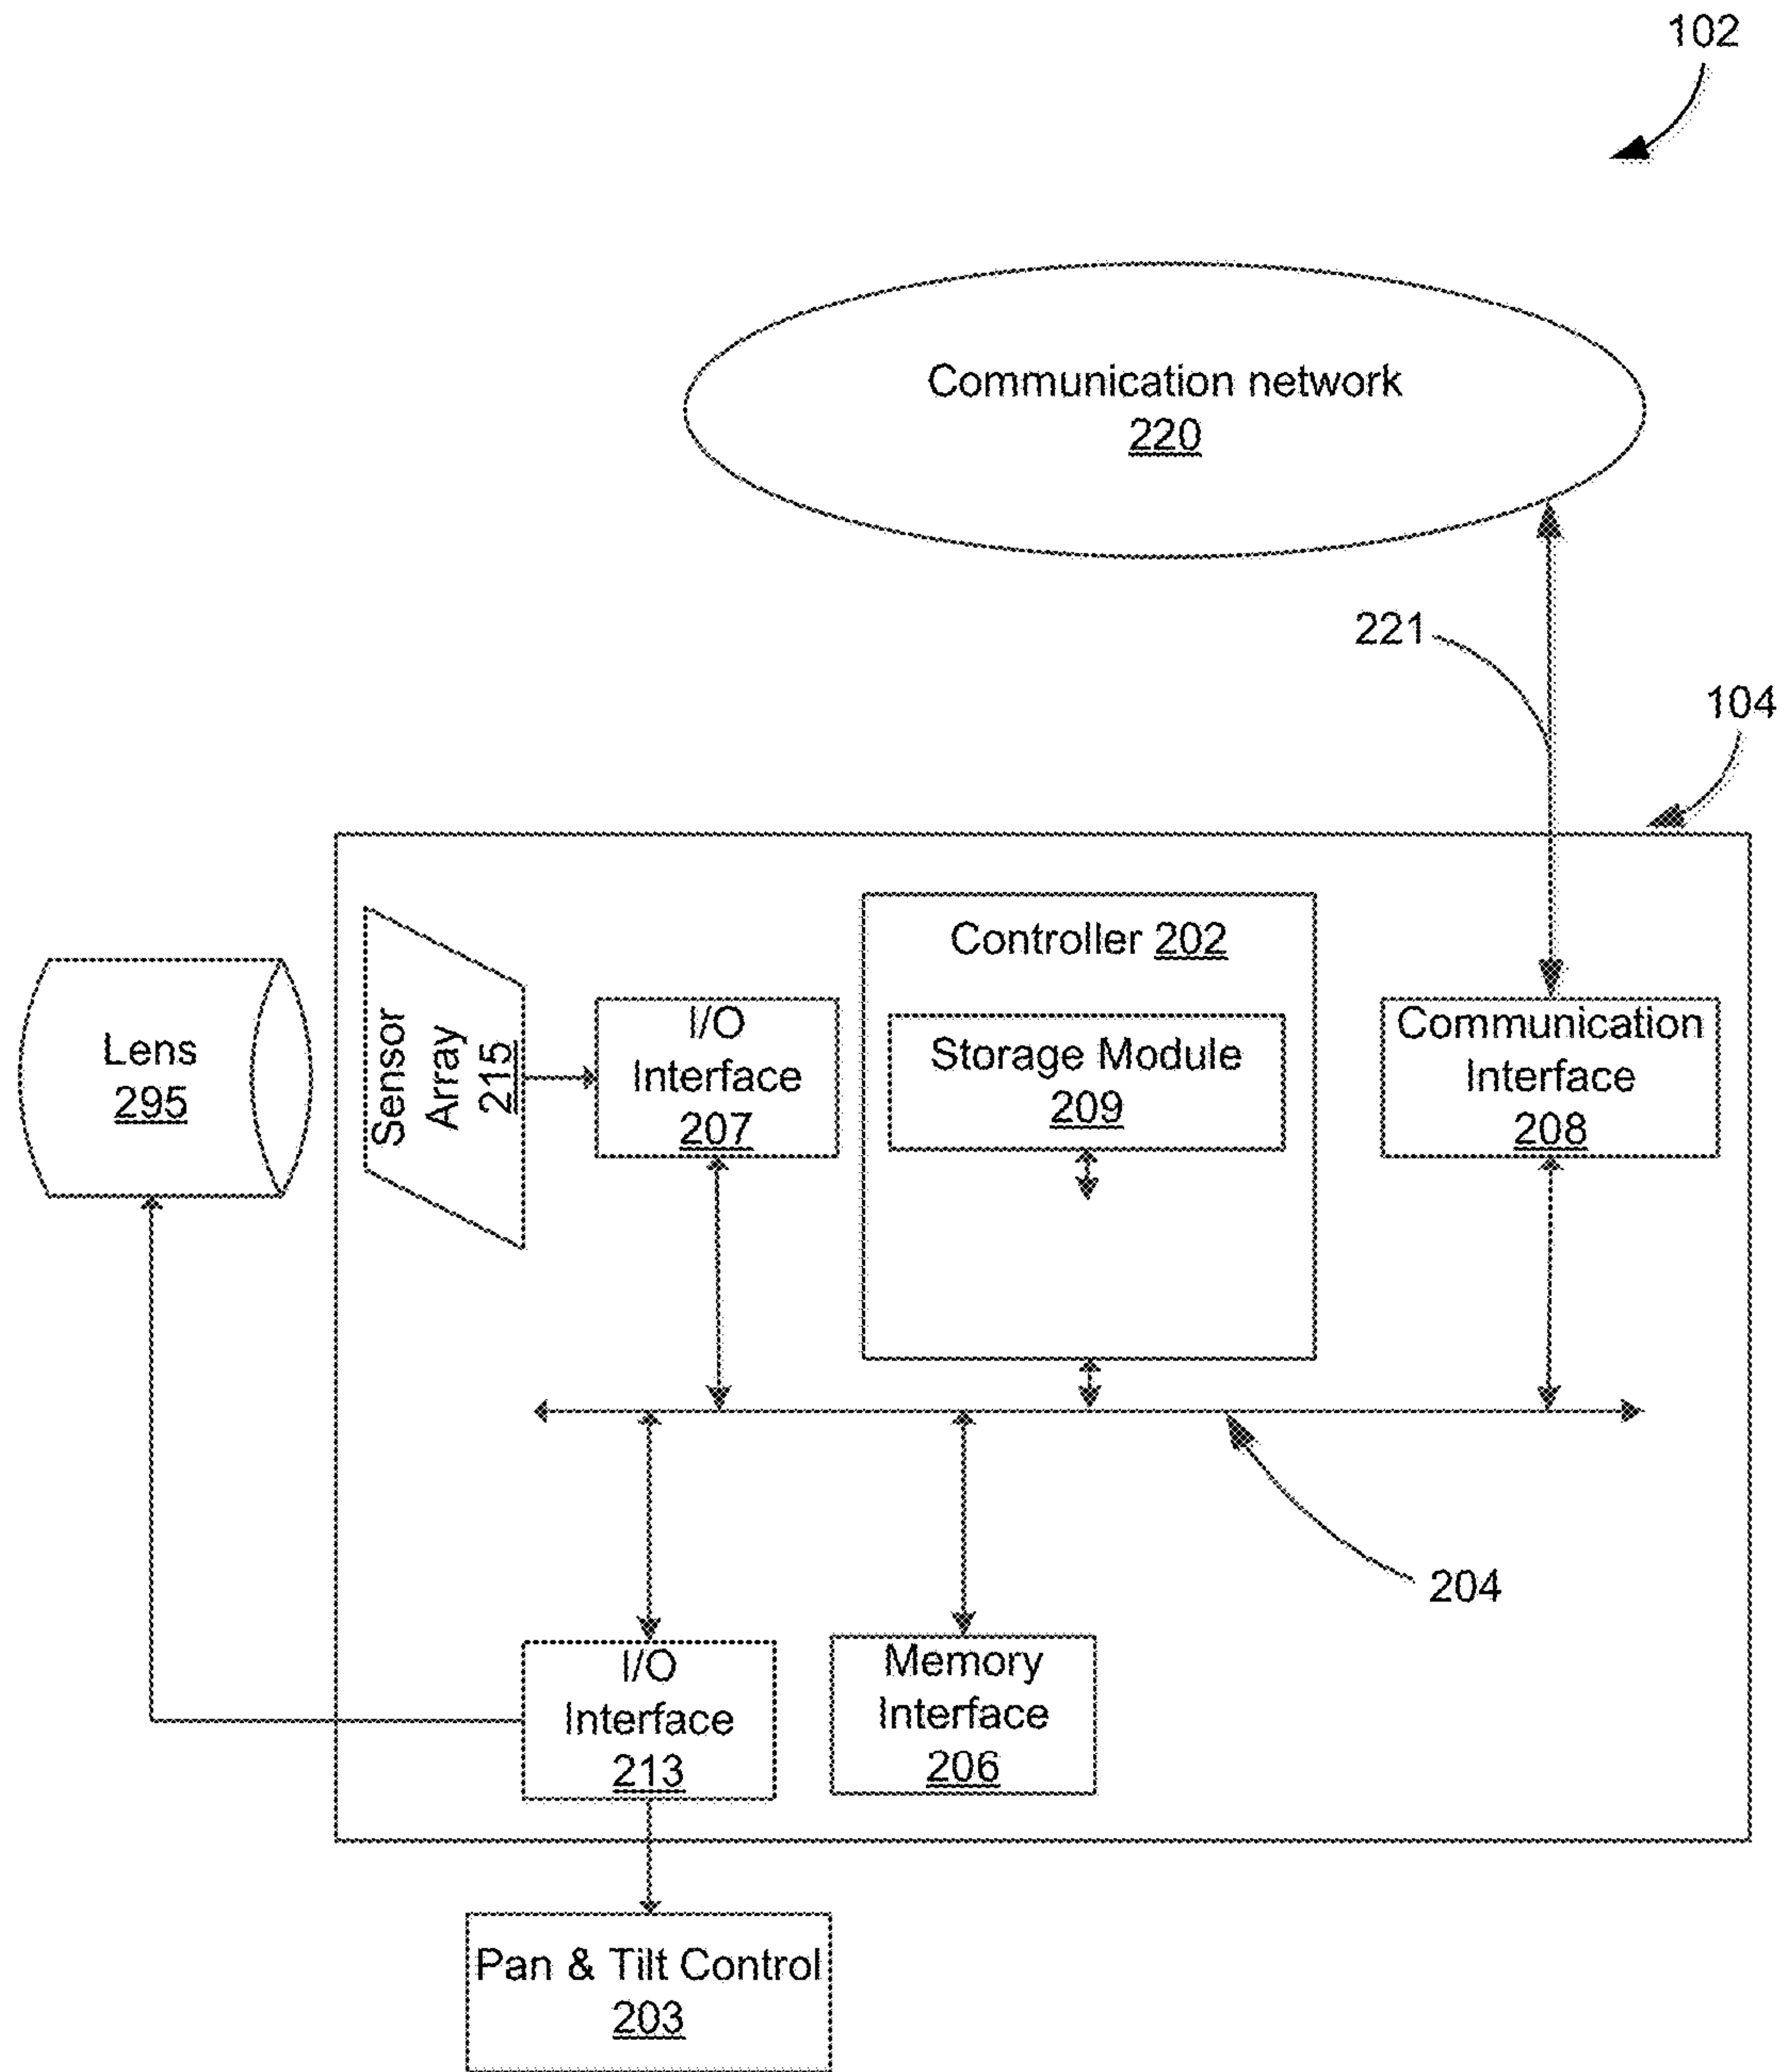 102
Communication network
220
221
104
Controller 202
Sensor
Array
215
I/O
Interface
207
Storage Module
209
Communication
Interface
208
Lens
295
204
I/O
Interface
213
Memory
Interface
206
Pan & Tilt Control
203